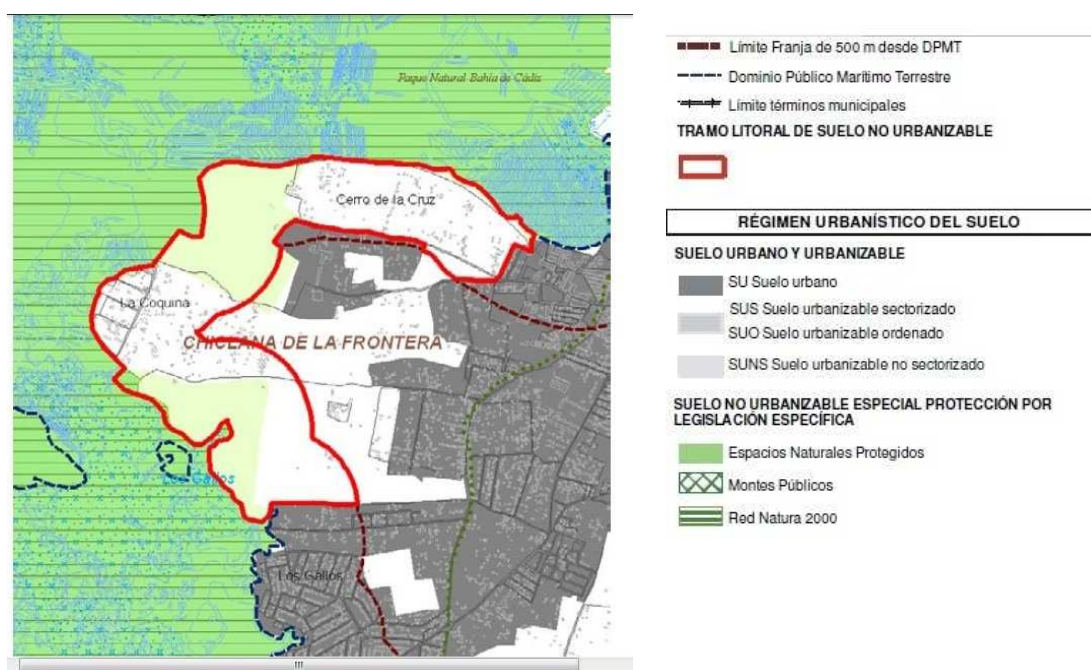 Paque Natural Bahía de Cádiz
Cerro de la Cruz
La Coquina
CHICLANA DE LA FRONTERA
Los Gallos
Los Gallos
Límite Franja de 500 m desde DPMT
Dominio Público Marítimo Terrestre
Límite términos municipales
TRAMO LITORAL DE SUELO NO URBANIZABLE
RÉGIMEN URBANÍSTICO DEL SUELO
SUELO URBANO Y URBANIZABLE
SU Suelo urbano
SUS Suelo urbanizable sectorizado
SUO Suelo urbanizable ordenado
SUNS Suelo urbanizable no sectorizado
SUELO NO URBANIZABLE ESPECIAL PROTECCIÓN POR
LEGISLACIÓN ESPECÍFICA
Espacios Naturales Protegidos
Montes Públicos
Red Natura 2000